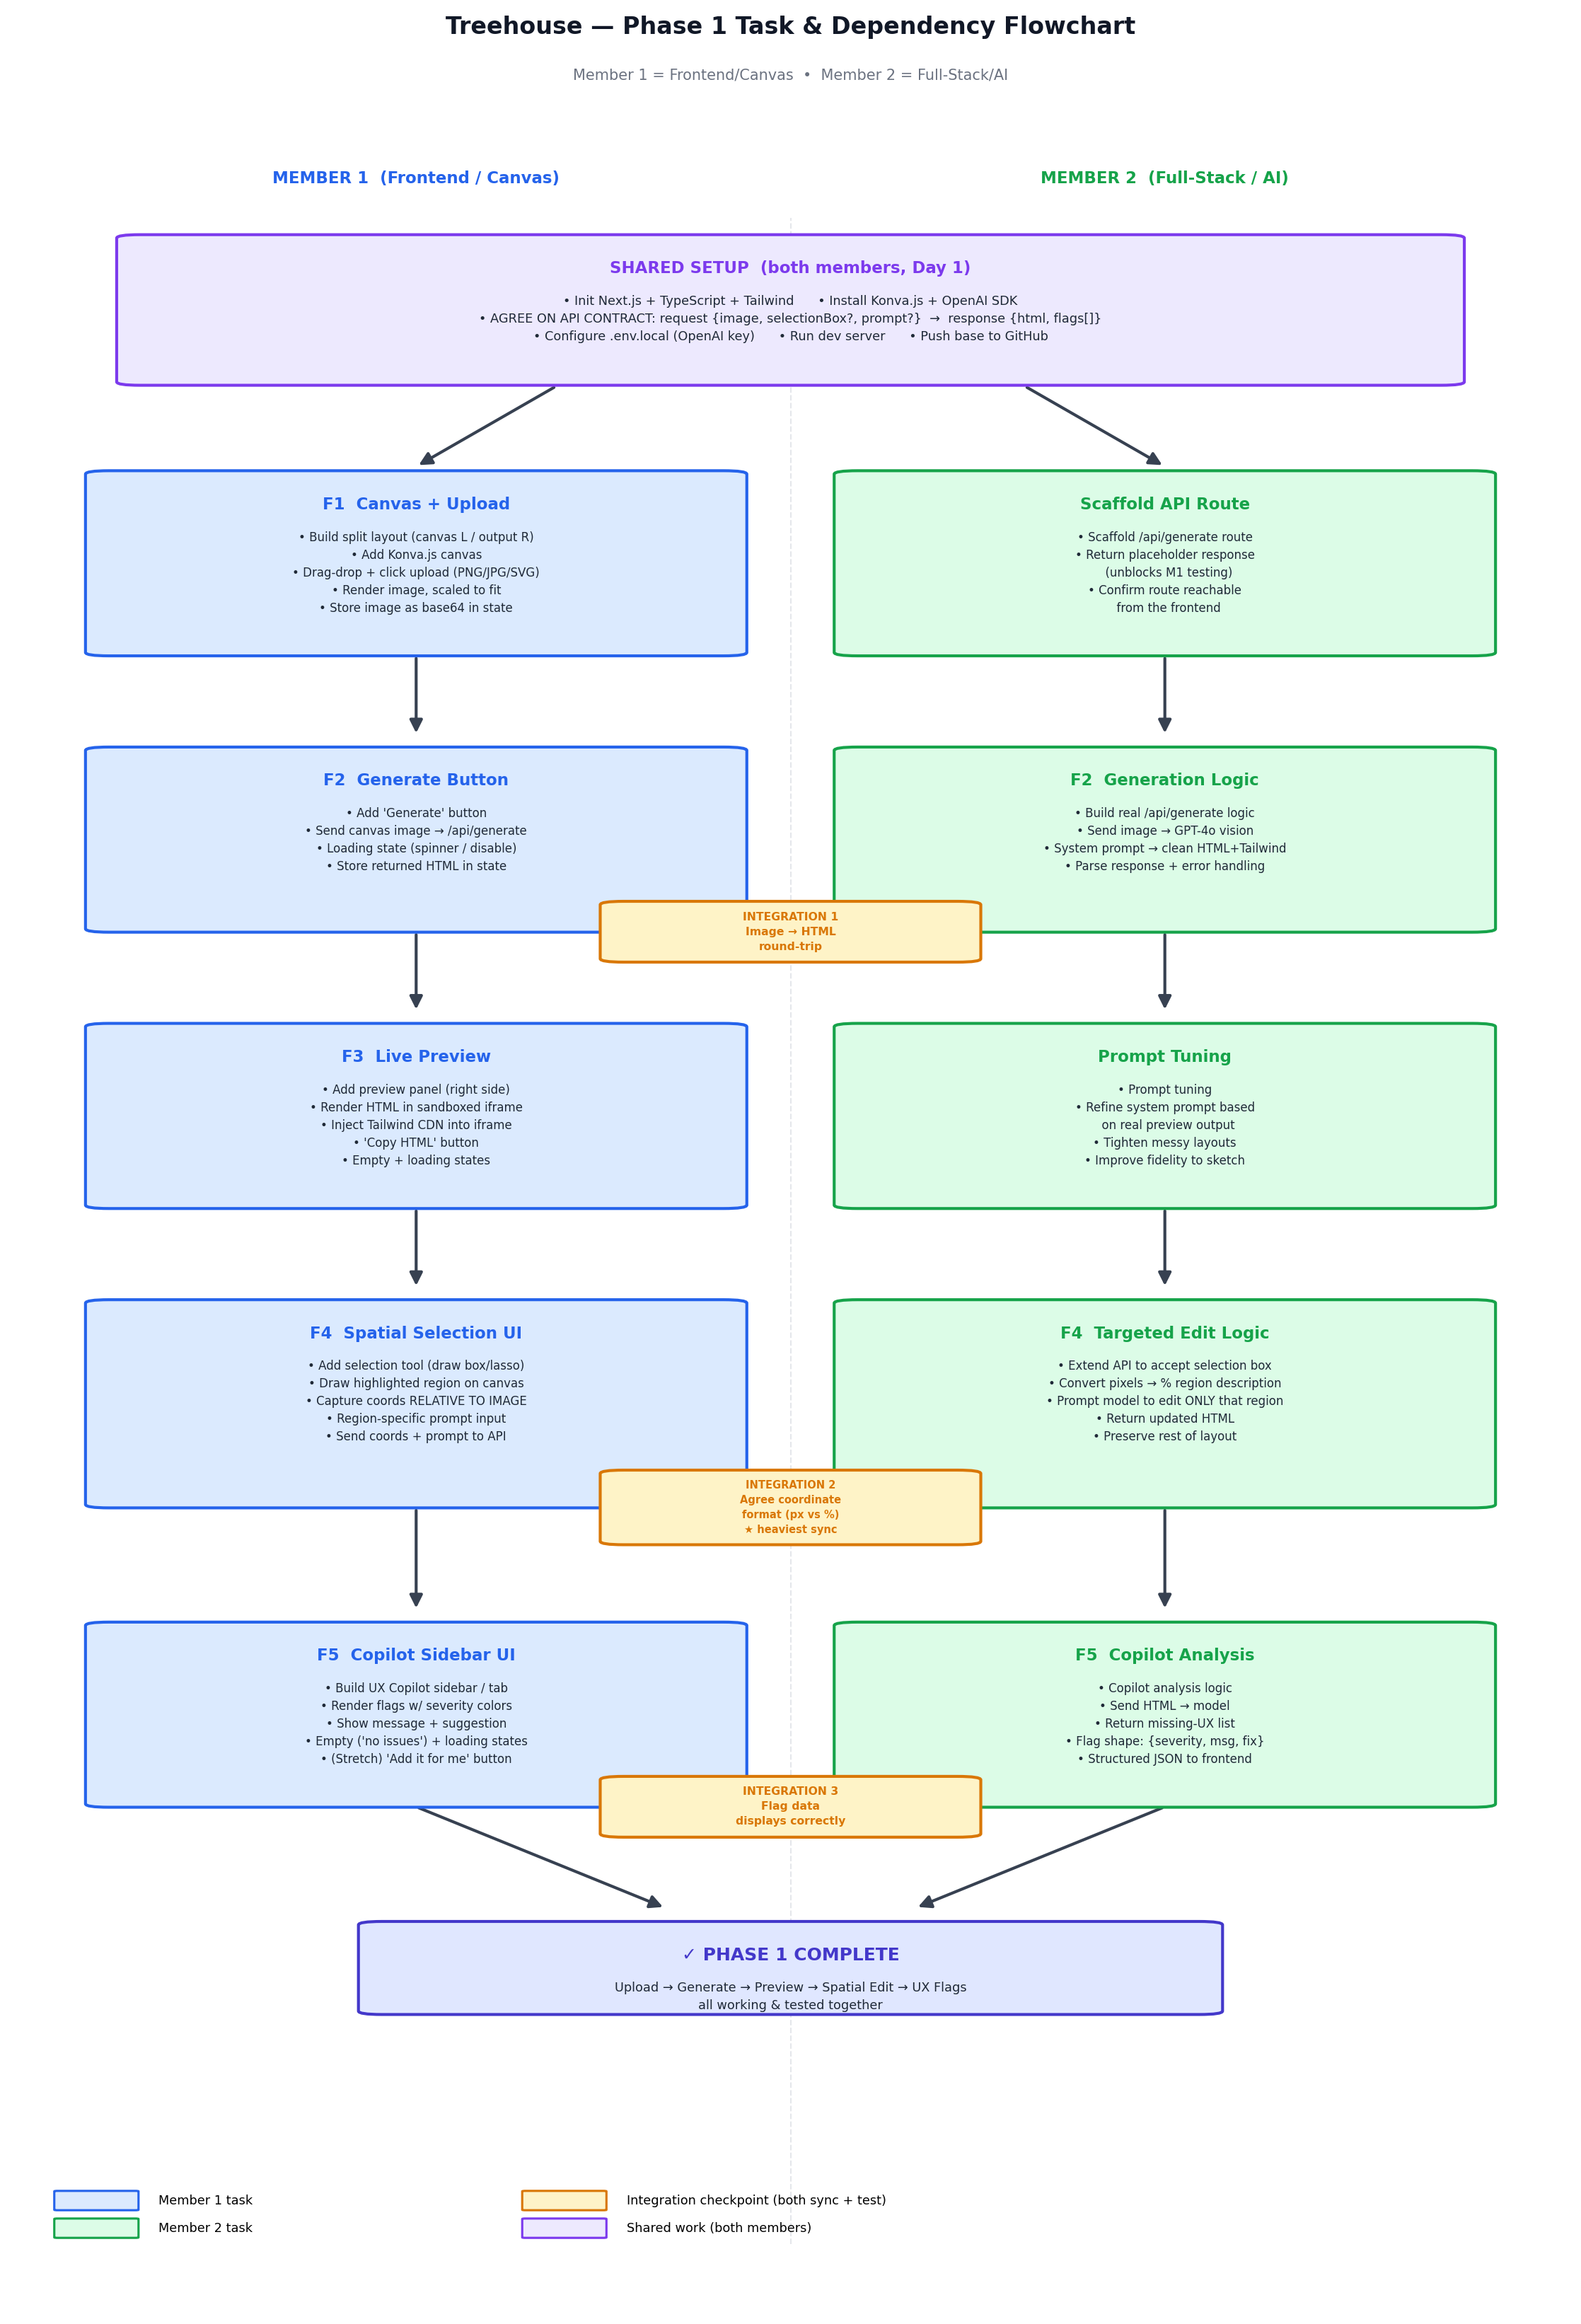 Treehouse — Phase 1 Task & Dependency Flowchart
Member 1 = Frontend/Canvas • Member 2 = Full-Stack/AI
MEMBER 1 (Frontend / Canvas)
MEMBER 2 (Full-Stack / AI)
SHARED SETUP (both members, Day 1)
• Init Next.js + TypeScript + Tailwind • Install Konva.js + OpenAI SDK
• AGREE ON API CONTRACT: request {image, selectionBox?, prompt?} → response {html, flags[]}
• Configure .env.local (OpenAI key) • Run dev server • Push base to GitHub
F1 Canvas + Upload
• Build split layout (canvas L / output R)
• Add Konva.js canvas
• Drag-drop + click upload (PNG/JPG/SVG)
• Render image, scaled to fit
• Store image as base64 in state
Scaffold API Route
• Scaffold /api/generate route
• Return placeholder response
(unblocks M1 testing)
• Confirm route reachable
from the frontend
F2 Generate Button
• Add 'Generate' button
• Send canvas image → /api/generate
• Loading state (spinner / disable)
• Store returned HTML in state
F2 Generation Logic
• Build real /api/generate logic
• Send image → GPT-4o vision
• System prompt → clean HTML+Tailwind
• Parse response + error handling
INTEGRATION 1
Image → HTML
round-trip
F3 Live Preview
• Add preview panel (right side)
• Render HTML in sandboxed iframe
• Inject Tailwind CDN into iframe
• 'Copy HTML' button
• Empty + loading states
Prompt Tuning
• Prompt tuning
• Refine system prompt based
on real preview output
• Tighten messy layouts
• Improve fidelity to sketch
F4 Spatial Selection UI
• Add selection tool (draw box/lasso)
• Draw highlighted region on canvas
• Capture coords RELATIVE TO IMAGE
• Region-specific prompt input
• Send coords + prompt to API
F4 Targeted Edit Logic
• Extend API to accept selection box
• Convert pixels → % region description
• Prompt model to edit ONLY that region
• Return updated HTML
• Preserve rest of layout
INTEGRATION 2
Agree coordinate
format (px vs %)
★ heaviest sync
F5 Copilot Sidebar UI
• Build UX Copilot sidebar / tab
• Render flags w/ severity colors
• Show message + suggestion
• Empty ('no issues') + loading states
• (Stretch) 'Add it for me' button
F5 Copilot Analysis
• Copilot analysis logic
• Send HTML → model
• Return missing-UX list
• Flag shape: {severity, msg, fix}
• Structured JSON to frontend
INTEGRATION 3
Flag data
displays correctly
✓ PHASE 1 COMPLETE
Upload → Generate → Preview → Spatial Edit → UX Flags
all working & tested together
Member 1 task
Integration checkpoint (both sync + test)
Member 2 task
Shared work (both members)